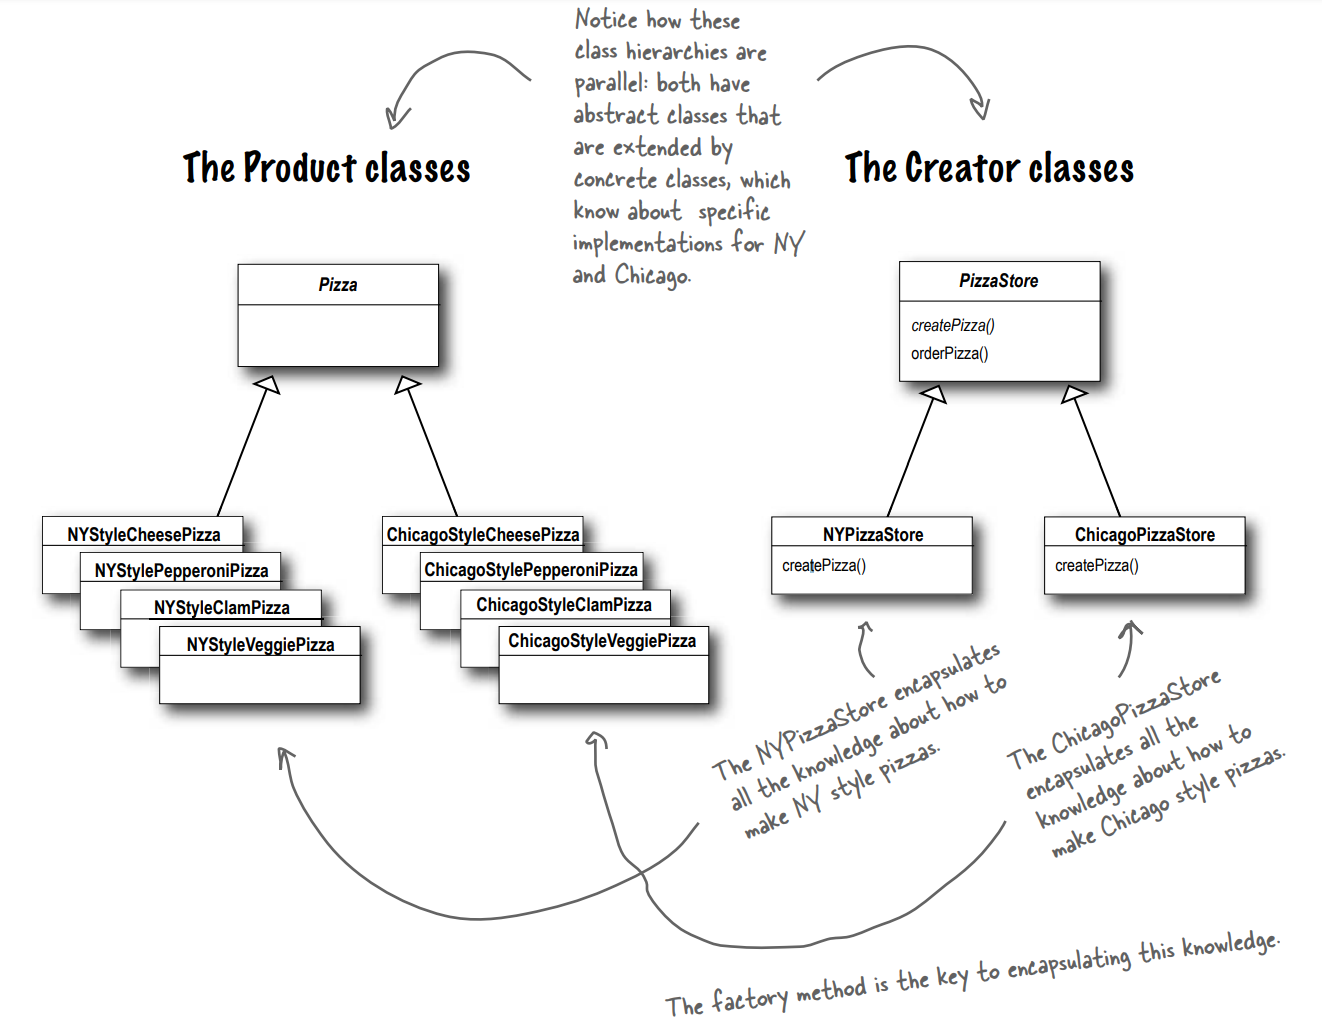 Notice how these
class hierarchies are
parallel: both have
abstract classes that
are extended by
concrete classes, which
know about specific
implementations for NY
and Chicago.
The Product classes
The Creator classes
Pizza
PizzaStore
createPizza()
orderPizza()
NYStyleCheesePizza
NYStylePepperoniPizza
NYStyleClamPizza
NYStyleVeggiePizza
ChicagoStyleCheesePizza
ChicagoStylePepperoniPizza
ChicagoStyleClamPizza
ChicagoStyleVeggiePizza
NYPizzaStore
createPizza()
ChicagoPizzaStore
createPizza()
The NYPizzaStore encapsulates
all the knowledge about how to
make NY style pizzas.
The ChicagoPizzaStore
encapsulates all the
knowledge about how to
make Chicago style pizzas.
The factory method is the key to encapsulating this knowledge.